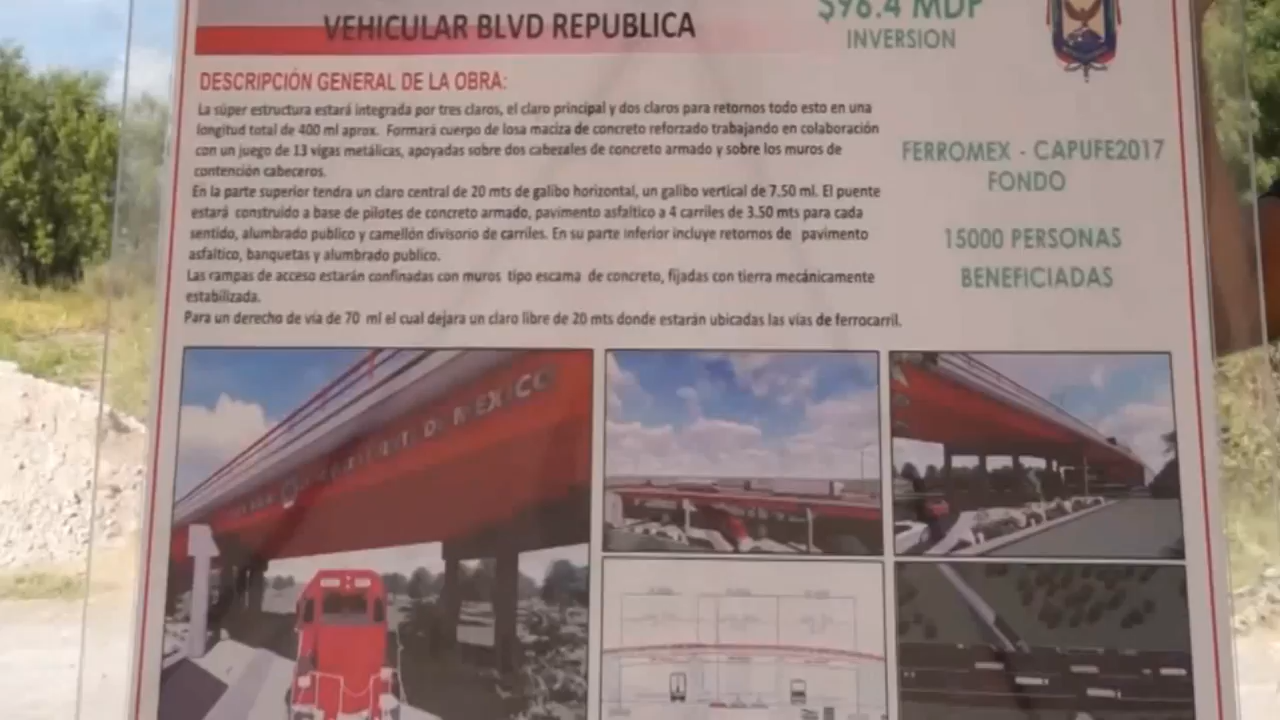 VEHICULAR BLVD REPUBLICA
$96.4 MDP
INVERSION
DESCRIPCIÓN GENERAL DE LA OBRA:
La súper estructura estará integrada por tres claros, el claro principal y dos claros para retornos todo esto en una
longitud total de 400 ml aprox. Formará cuerpo de losa maciza de concreto reforzado trabajando en colaboración
con un juego de 13 vigas metálicas, apoyadas sobre dos cabezales de concreto armado y sobre los muros de
contención cabeceros.
En la parte superior tendra un claro central de 20 mts de galibo horizontal, un galibo vertical de 7.50 ml. El puente
estará construido a base de pilotes de concreto armado, pavimento asfaltico a 4 carriles de 3.50 mts para cada
sentido, alumbrado publico y camellón divisorio de carriles. En su parte inferior incluye retornos de pavimento
asfaltico, banquetas y alumbrado publico.
Las rampas de acceso estarán confinadas con muros tipo escama de concreto, fijadas con tierra mecánicamente
estabilizada.
Para un derecho de vía de 70 ml el cual dejara un claro libre de 20 mts donde estarán ubicadas las vías de ferrocarril.
FERROMEX - CAPUFE2017
FONDO
15000 PERSONAS
BENEFICIADAS
MEXICO